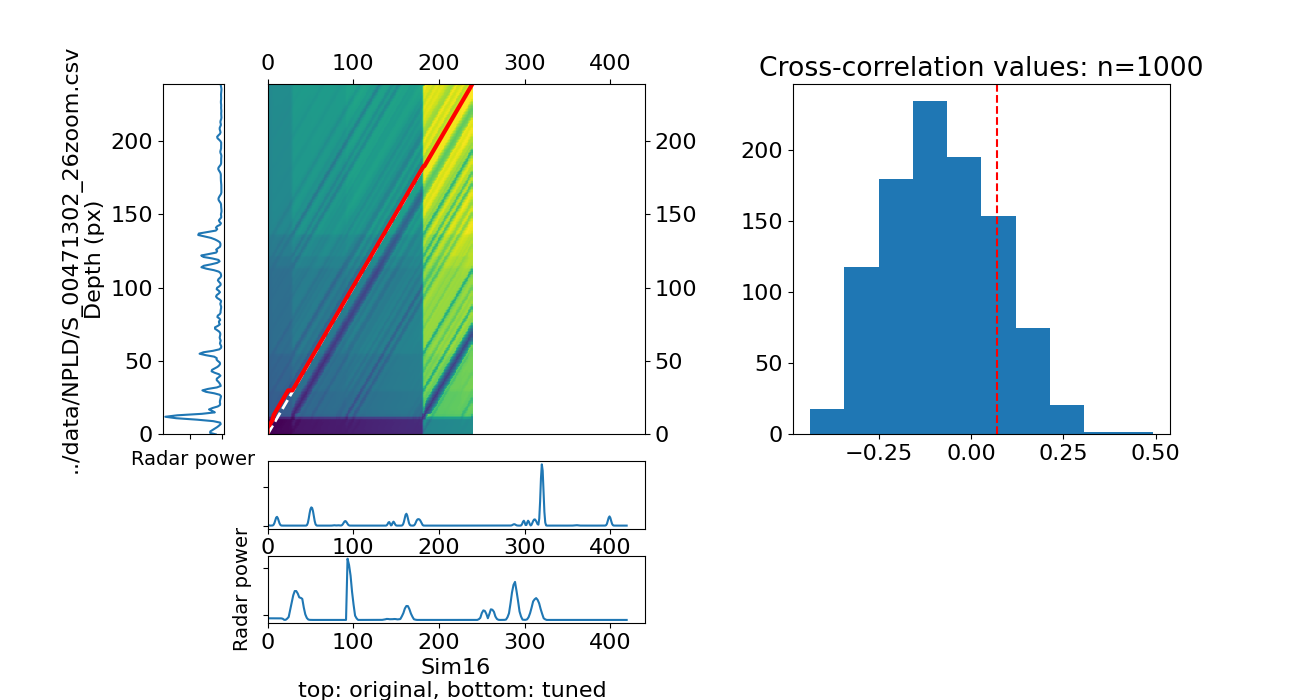 0 100 200 300 400
Cross-correlation values: n=1000
../data/NPLD/S_00471302_26zoom.csv
Depth (px)
200
150
100
50
0
200
150
100
50
0
200
150
100
50
0
−0.25 0.00 0.25 0.50
Radar power
0 100 200 300 400
Radar power
0 100 200 300 400
Sim16
top: original, bottom: tuned